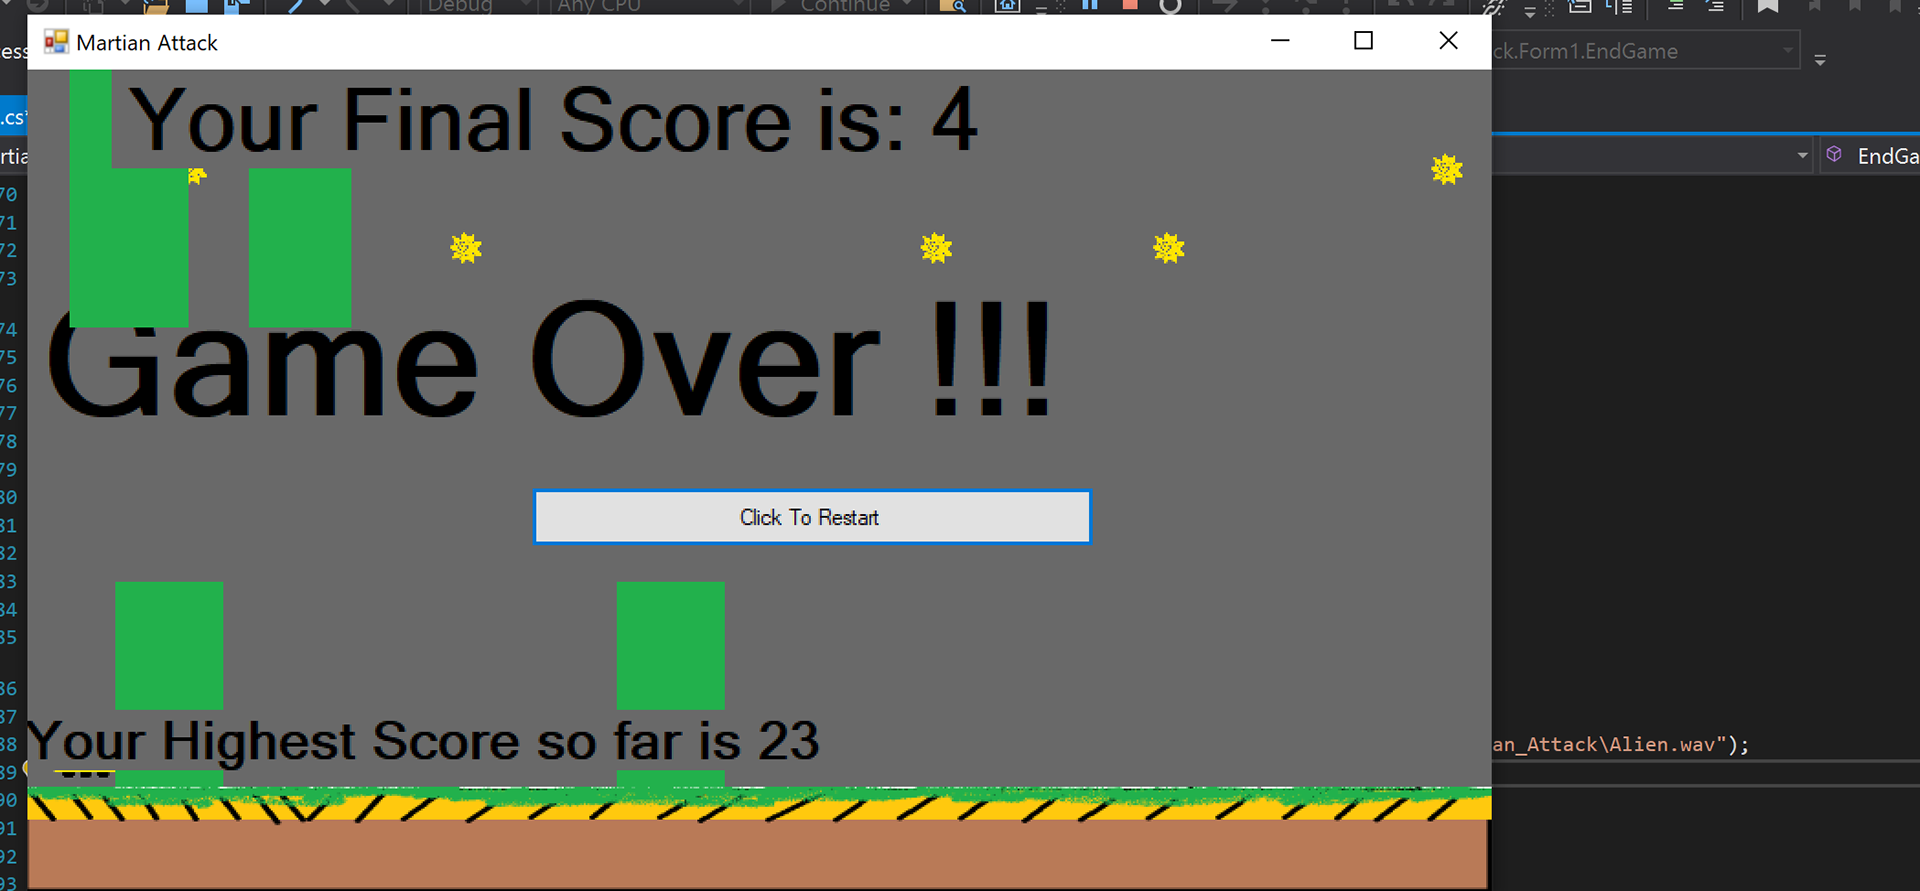 Debug Any CPU Continue
Martian Attack
ck.Form1.EndGame
.cs*
Your Final Score is: 4
EndGa
70
71
72
73
Game Over !!!
74
75
76
77
78
79
80
Click To Restart
81
82
83
84
85
86
87
Your Highest Score so far is 23
88
an_Attack\Alien.wav");
89
90
91
92
93